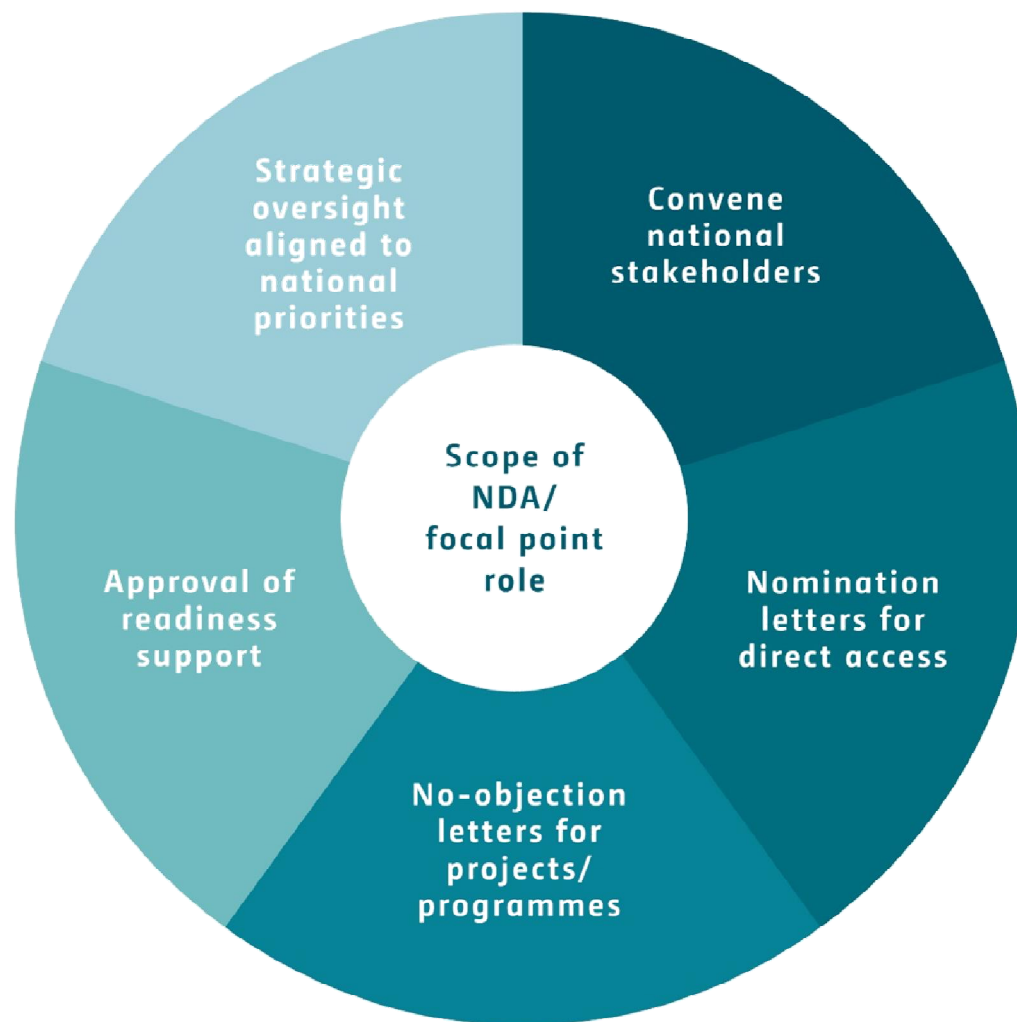 Strategic
oversight
aligned to
national
priorities
Convene
national
stakeholders
Scope of
NDA/
focal point
role
Approval of
readiness
support
Nomination
letters for
direct access
No-objection
letters for
projects/
programmes